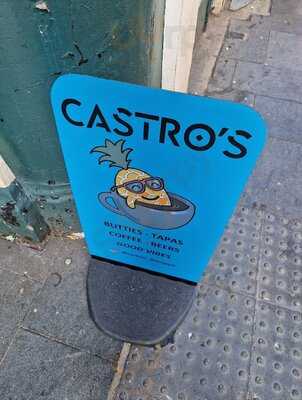 CASTRO'S
BUTTIES - TAPAS
COFFEE - BEERS
GOOD VIBES